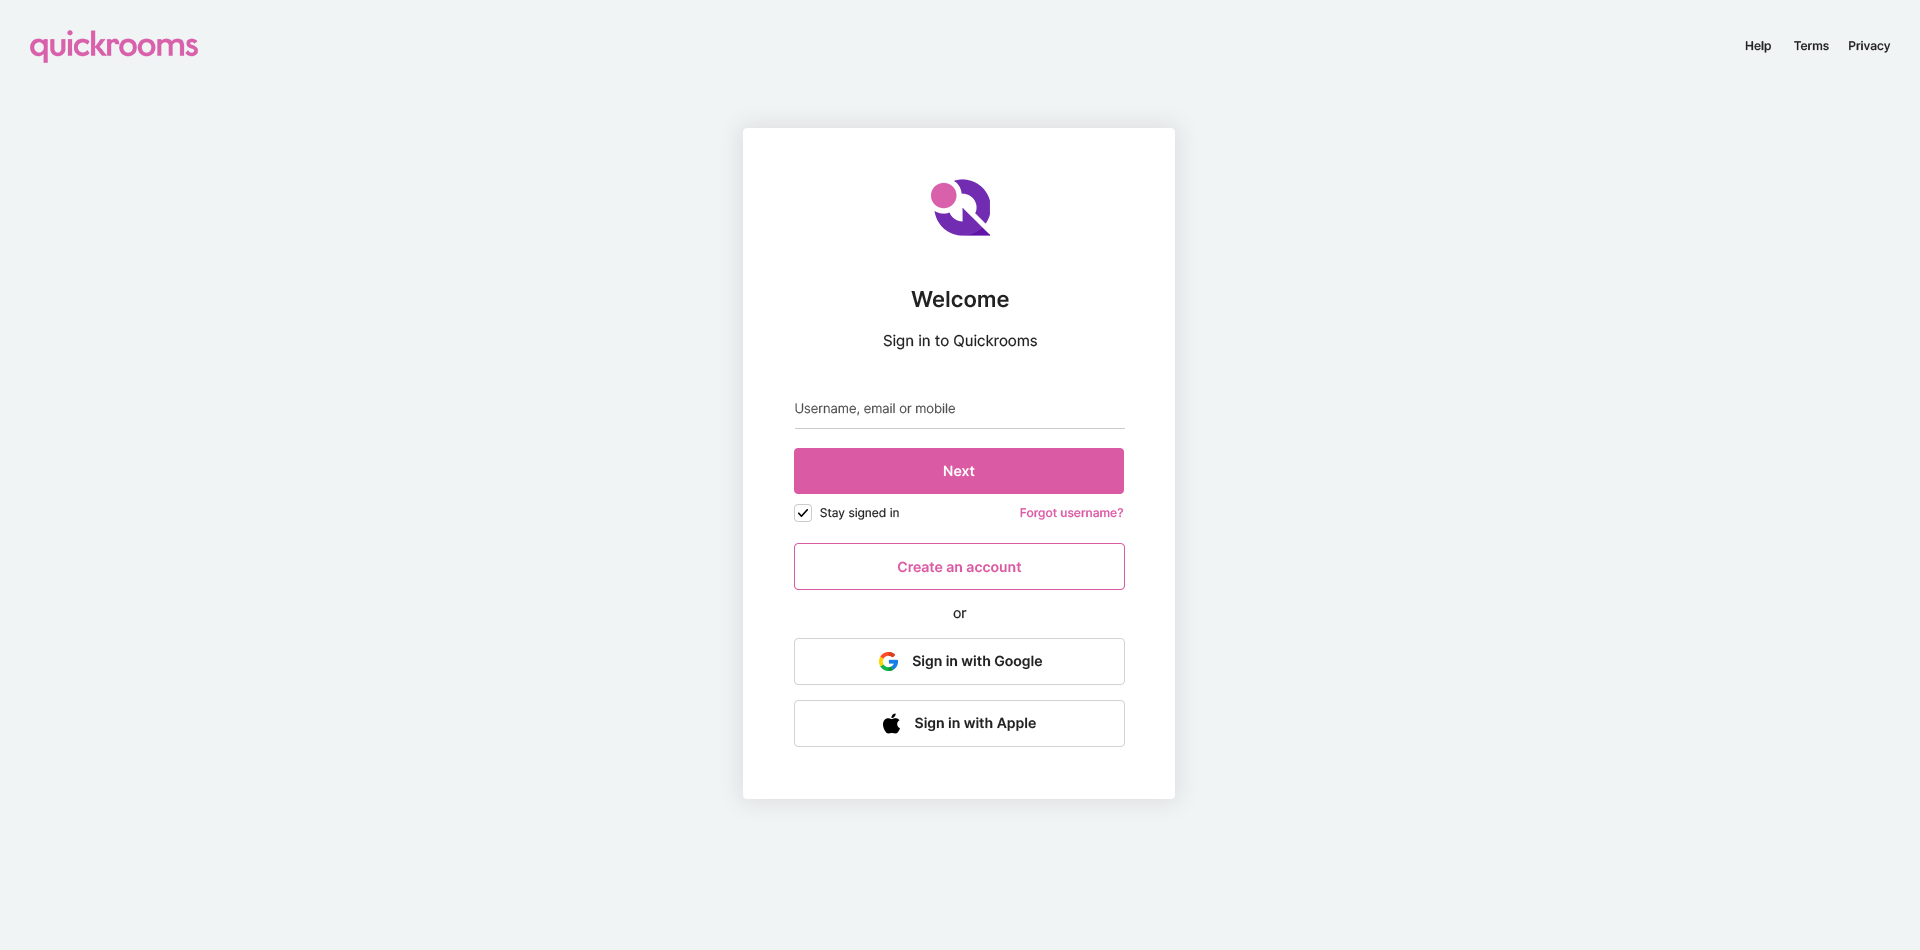 quickrooms
Help Terms Privacy
Welcome
Sign in to Quickrooms
Username, email or mobile
Next
Stay signed in Forgot username?
Create an account
or
Sign in with Google
Sign in with Apple